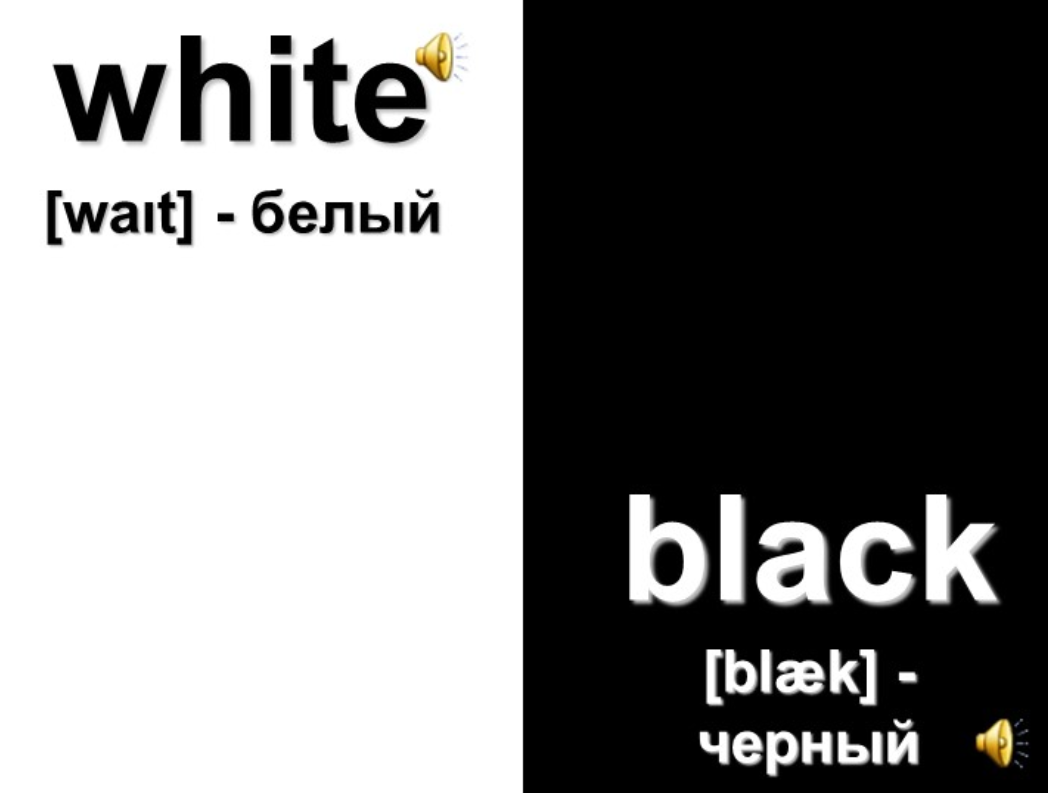 white
[waɪt] - белый
black
[blæk] -
черный